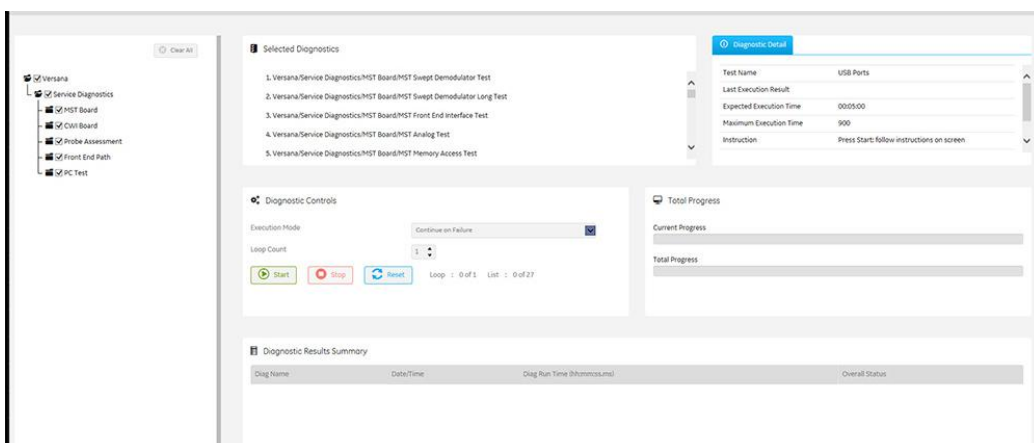 Clear All
Versana
Service Diagnostics
MST Board
CWI Board
Probe Assessment
Front End Path
PC Test
Selected Diagnostics
1. Versana/Service Diagnostics/MST Board/MST Swept Demodulator Test
2. Versana/Service Diagnostics/MST Board/MST Swept Demodulator Long Test
3. Versana/Service Diagnostics/MST Board/MST Front End Interface Test
4. Versana/Service Diagnostics/MST Board/MST Analog Test
5. Versana/Service Diagnostics/MST Board/MST Memory Access Test
Diagnostic Detail
Test Name USB Ports
Last Execution Result
Expected Execution Time 00:05:00
Maximum Execution Time 900
Instruction Press Start: follow instructions on screen
Diagnostic Controls
Execution Mode Continue on Failure
Loop Count 1
Start Stop Reset Loop : 0 of 1 List : 0 of 27
Total Progress
Current Progress
Total Progress
Diagnostic Results Summary
Diag Name Date/Time Diag Run Time (hh:mm:ss.ms) Overall Status